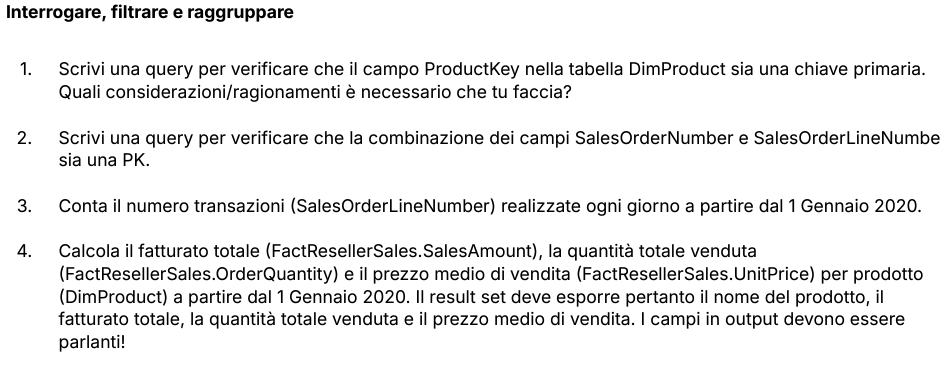 Interrogare, filtrare e raggruppare
1. Scrivi una query per verificare che il campo ProductKey nella tabella DimProduct sia una chiave primaria.
Quali considerazioni/ragionamenti è necessario che tu faccia?
2. Scrivi una query per verificare che la combinazione dei campi SalesOrderNumber e SalesOrderLineNumbe
sia una PK.
3. Conta il numero transazioni (SalesOrderLineNumber) realizzate ogni giorno a partire dal 1 Gennaio 2020.
4. Calcola il fatturato totale (FactResellerSales.SalesAmount), la quantità totale venduta
(FactResellerSales.OrderQuantity) e il prezzo medio di vendita (FactResellerSales.UnitPrice) per prodotto
(DimProduct) a partire dal 1 Gennaio 2020. Il result set deve esporre pertanto il nome del prodotto, il
fatturato totale, la quantità totale venduta e il prezzo medio di vendita. I campi in output devono essere
parlanti!